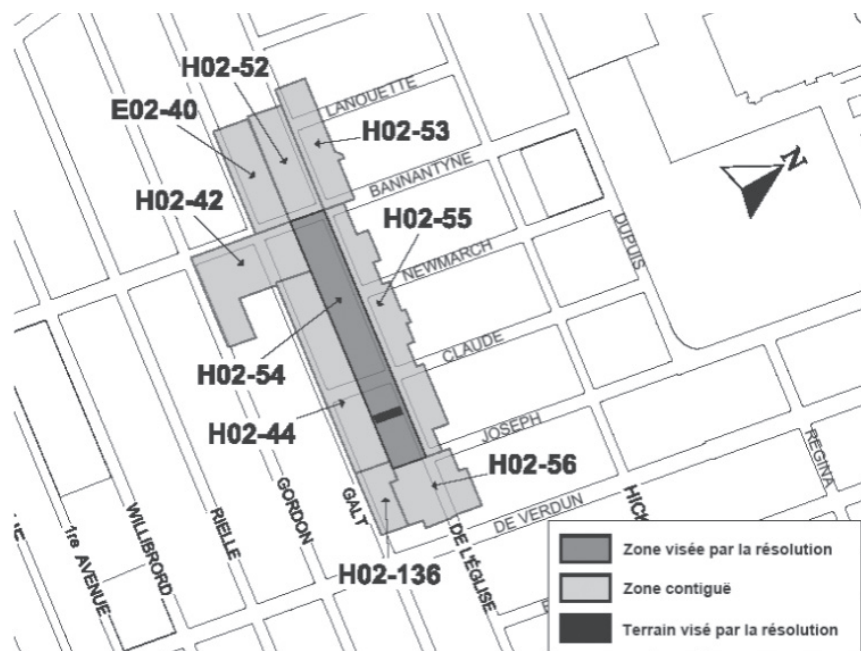 H02-52
LANOUETTE
E02-40
H02-53
N
BANNANTYNE
H02-42
H02-55
DUPUIS
NEWMARCH
CLAUDE
H02-54
JOSEPH
H02-44
REGINA
H02-56
GORDON
GALT
DE VERDUN
HICK
RIELLE
WILLIBRORD
1re AVENUE
DE L'ÉGLISE
H02-136
Zone visée par la résolution
Zone contiguë
Terrain visé par la résolution